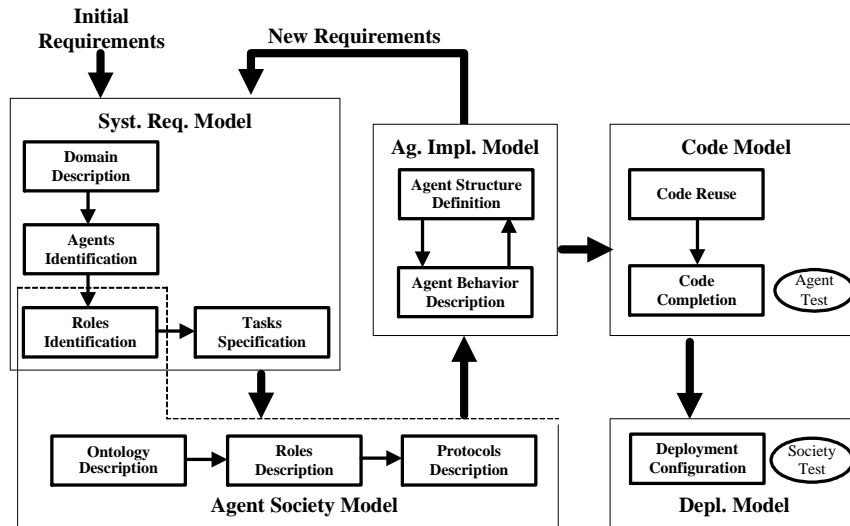 Initial
Requirements
New Requirements
Syst. Req. Model
Domain
Description
Agents
Identification
Roles
Identification
Tasks
Specification
Ag. Impl. Model
Agent Structure
Definition
Agent Behavior
Description
Code Model
Code Reuse
Code
Completion
Agent
Test
Ontology
Description
Roles
Description
Protocols
Description
Agent Society Model
Deployment
Configuration
Society
Test
Depl. Model